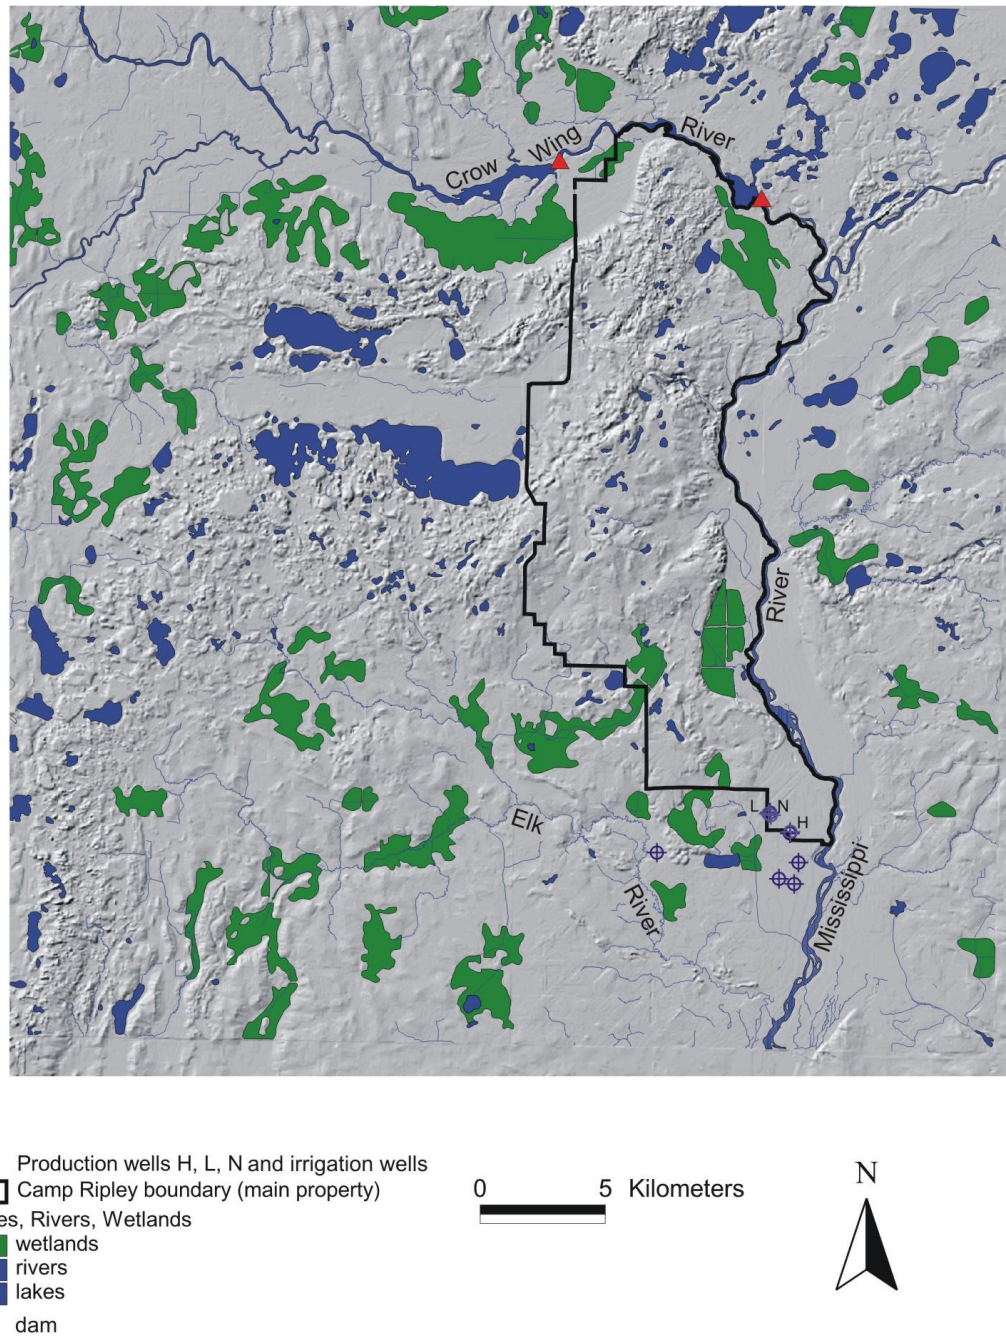 River
Wing
Crow
River
L N
H
Elk
River
Mississippi
Production wells H, L, N and irrigation wells
Camp Ripley boundary (main property)
es, Rivers, Wetlands
wetlands
rivers
lakes
dam
0 5 Kilometers
N